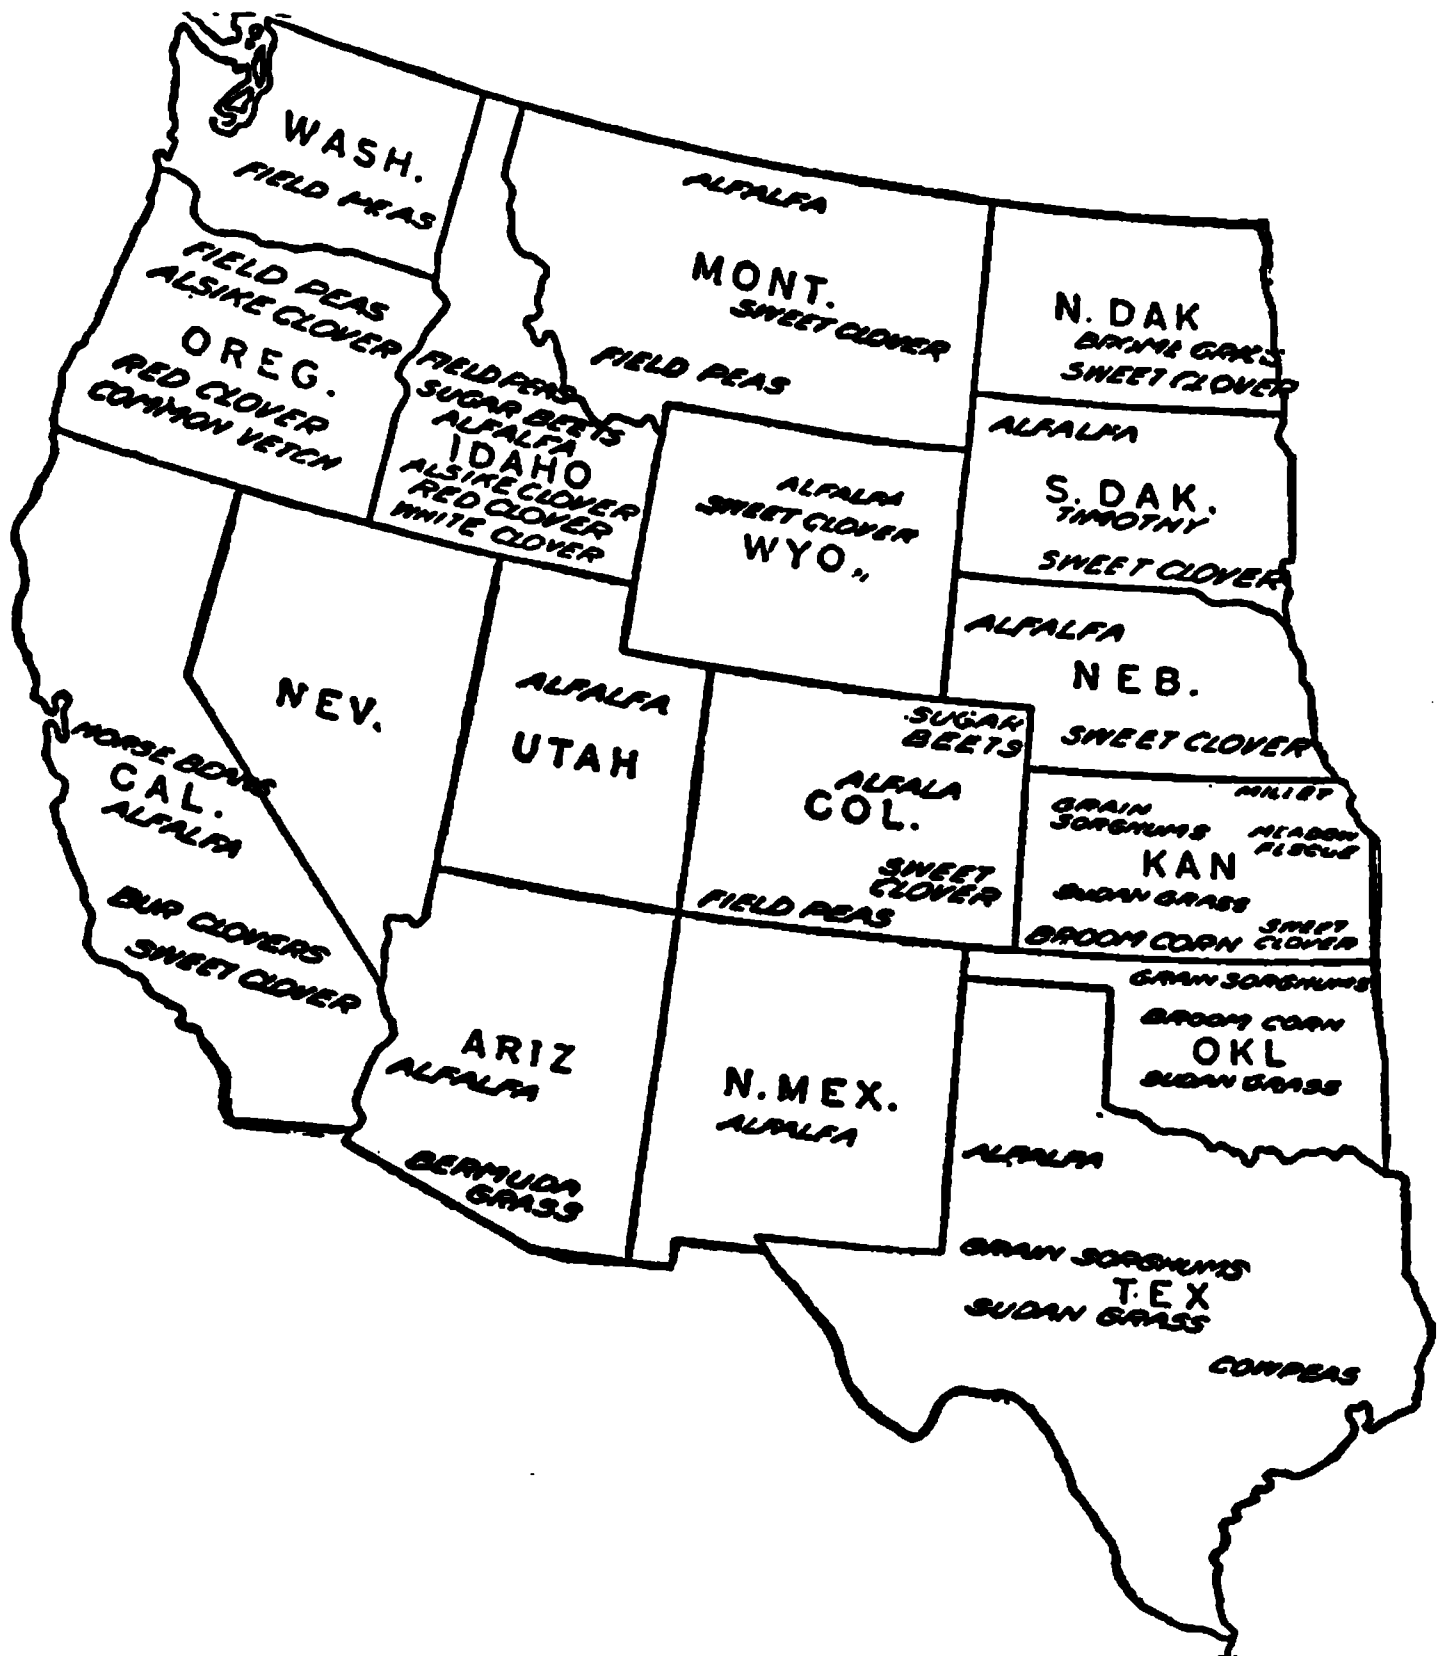 WASH.
FIELD MEAS
FIELD PEAS
ALSIKE CLOVER
OREG.
RED CLOVER
COMMON VETCH
FIELD PEAS
SUGAR BEETS
ALFALFA
IDAHO
ALSIKE CLOVER
RED CLOVER
WHITE CLOVER
ALFALFA
MONT.
SWEET CLOVER
FIELD PEAS
N. DAK
BROME GRASS
SWEET CLOVER
ALFALFA
S. DAK.
TIMOTHY
SWEET CLOVER
ALFALFA
SWEET CLOVER
WYO.
ALFALFA
NEB.
SWEET CLOVER
NEV.
ALFALFA
UTAH
SUGAR
BEETS
ALFALA
COL.
SWEET
CLOVER
FIELD PEAS
MILLET
GRAIN
SORGHUMS
MEADOW
FESCUE
KAN
SUDAN GRASS
SWEET
CLOVER
BROOM CORN
HORSE BEANS
CAL.
ALFALFA
BUR CLOVERS
SWEET CLOVER
ARIZ
ALFALFA
BERMUDA
GRASS
N. MEX.
ALFALFA
GRAIN SORGHUMS
BROOM CORN
OKL
SUDAN GRASS
ALFALFA
GRAIN SORGHUMS
TEX
SUDAN GRASS
COWPEAS